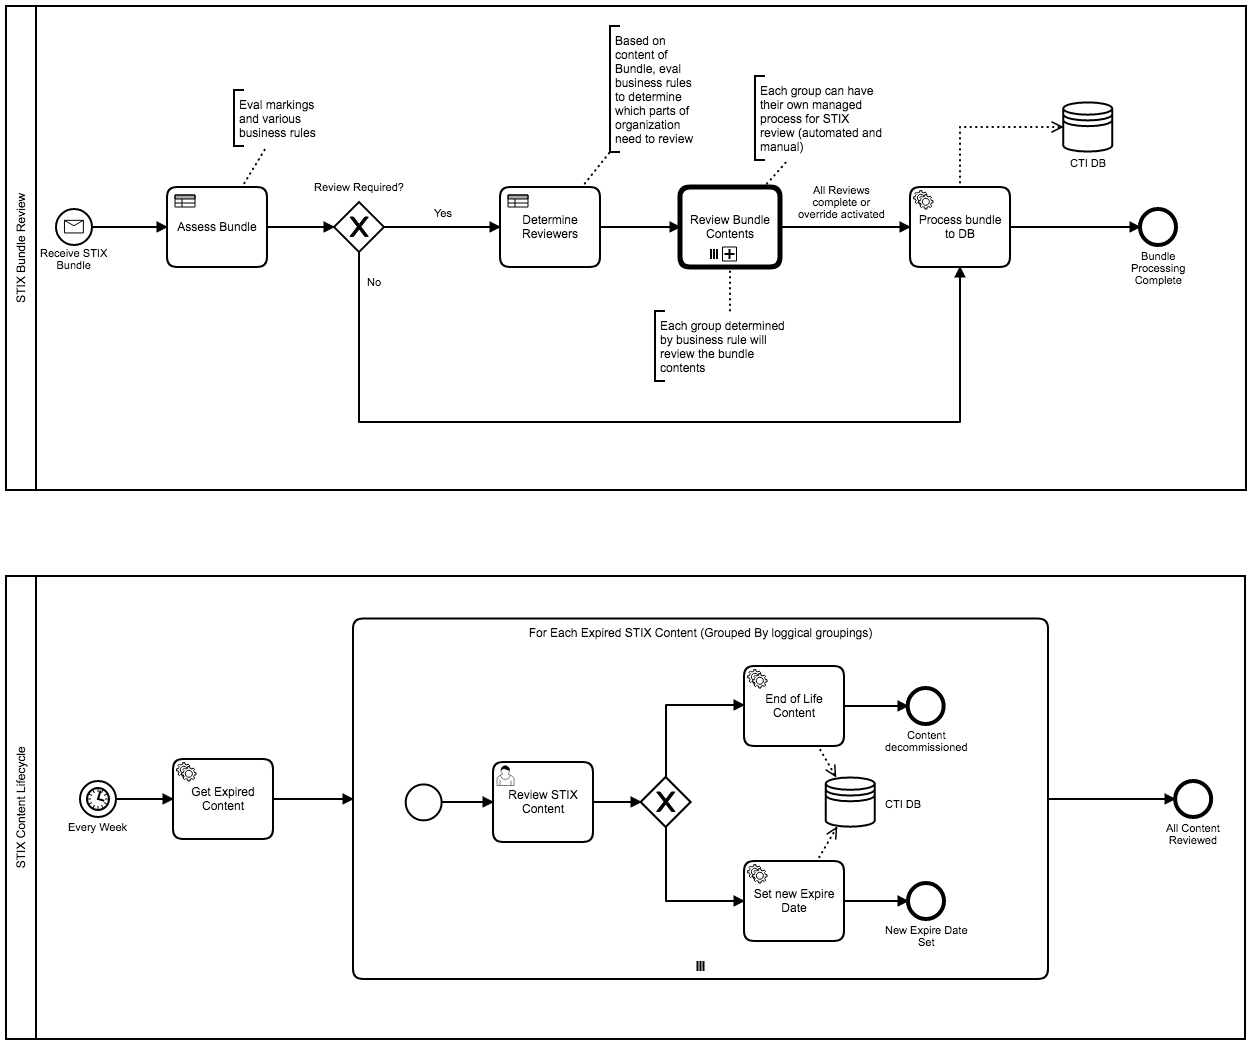 STIX Bundle Review
Receive STIX
Bundle
Eval markings
and various
business rules
Assess Bundle
Review Required?
Yes
No
Based on
content of
Bundle, eval
business rules
to determine
which parts of
organization
need to review
Determine
Reviewers
Each group can have
their own managed
process for STIX
review (automated and
manual)
Review Bundle
Contents
Each group determined
by business rule will
review the bundle
contents
All Reviews
complete or
override activated
Process bundle
to DB
CTI DB
Bundle
Processing
Complete
STIX Content Lifecycle
Every Week
Get Expired
Content
For Each Expired STIX Content (Grouped By loggical groupings)
Review STIX
Content
End of Life
Content
Content
decommissioned
CTI DB
Set new Expire
Date
New Expire Date
Set
All Content
Reviewed